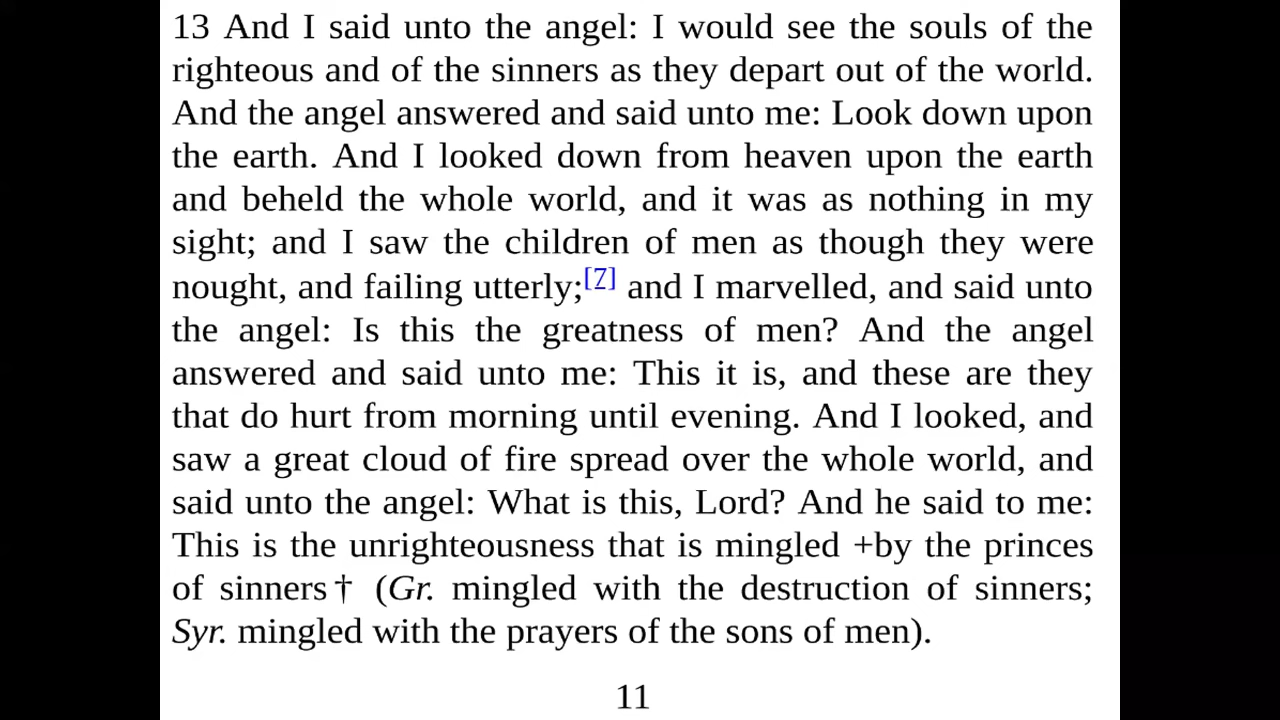 13 And I said unto the angel: I would see the souls of the
righteous and of the sinners as they depart out of the world.
And the angel answered and said unto me: Look down upon
the earth. And I looked down from heaven upon the earth
and beheld the whole world, and it was as nothing in my
sight; and I saw the children of men as though they were
nought, and failing utterly;[7] and I marvelled, and said unto
the angel: Is this the greatness of men? And the angel
answered and said unto me: This it is, and these are they
that do hurt from morning until evening. And I looked, and
saw a great cloud of fire spread over the whole world, and
said unto the angel: What is this, Lord? And he said to me:
This is the unrighteousness that is mingled +by the princes
of sinners† (Gr. mingled with the destruction of sinners;
Syr. mingled with the prayers of the sons of men).
11